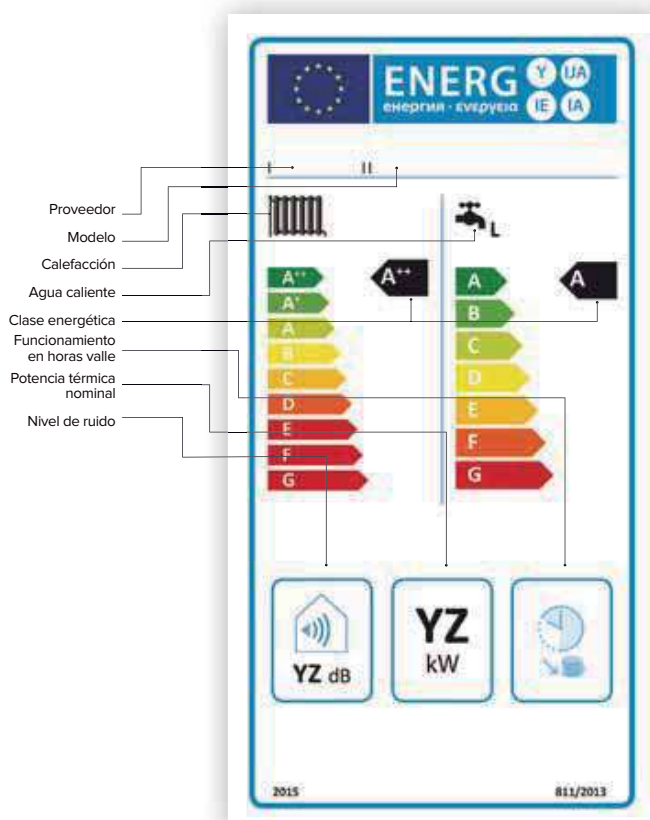 ENERG
енергия · ενεργεια
Y
IJA
IE
IA
I
II
Proveedor
Modelo
Calefacción
Agua caliente
Clase energética
Funcionamiento
en horas valle
Potencia térmica
nominal
Nivel de ruido
L
A++
A+
A
B
C
D
E
F
G
A++
A
B
C
D
E
F
G
A
YZ dB
YZ
kW
2015
811/2013